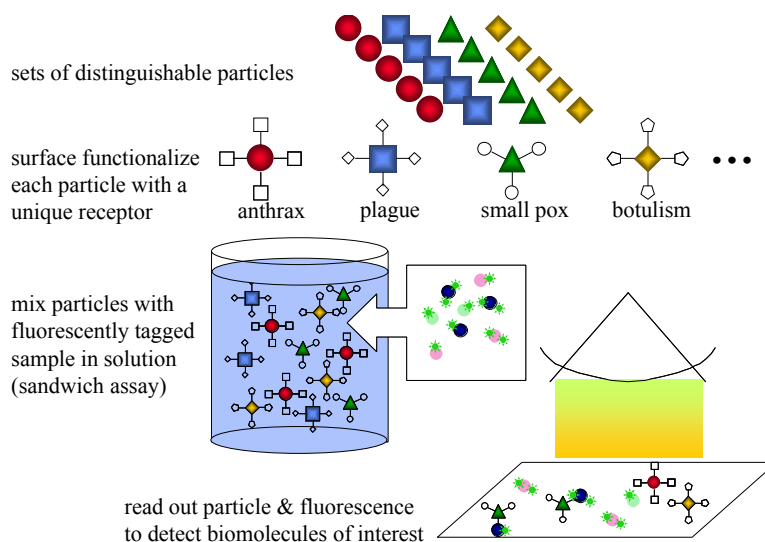 sets of distinguishable particles
surface functionalize
each particle with a
unique receptor
anthrax
plague
small pox
botulism
mix particles with
fluorescently tagged
sample in solution
(sandwich assay)
read out particle & fluorescence
to detect biomolecules of interest